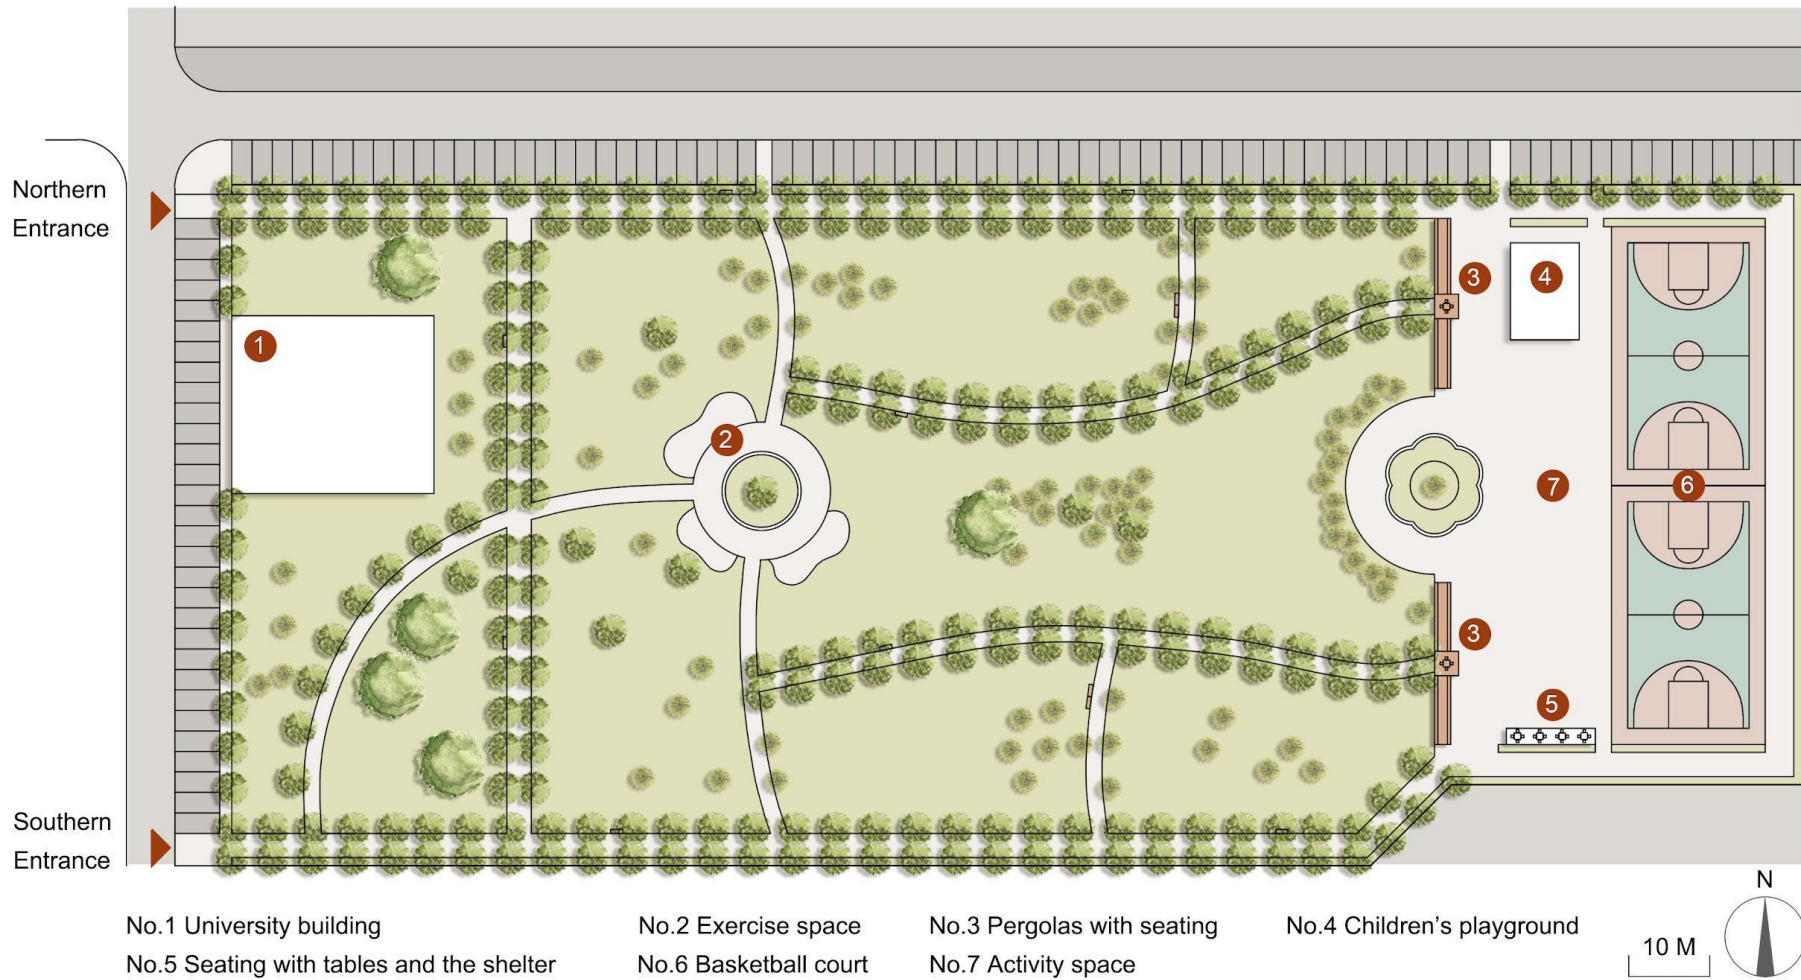 Northern
Entrance
1
2
3
4
3
5
6
7
Southern
Entrance
N
No.1 University building
No.2 Exercise space
No.3 Pergolas with seating
No.4 Children's playground
No.5 Seating with tables and the shelter
No.6 Basketball court
No.7 Activity space
10 M